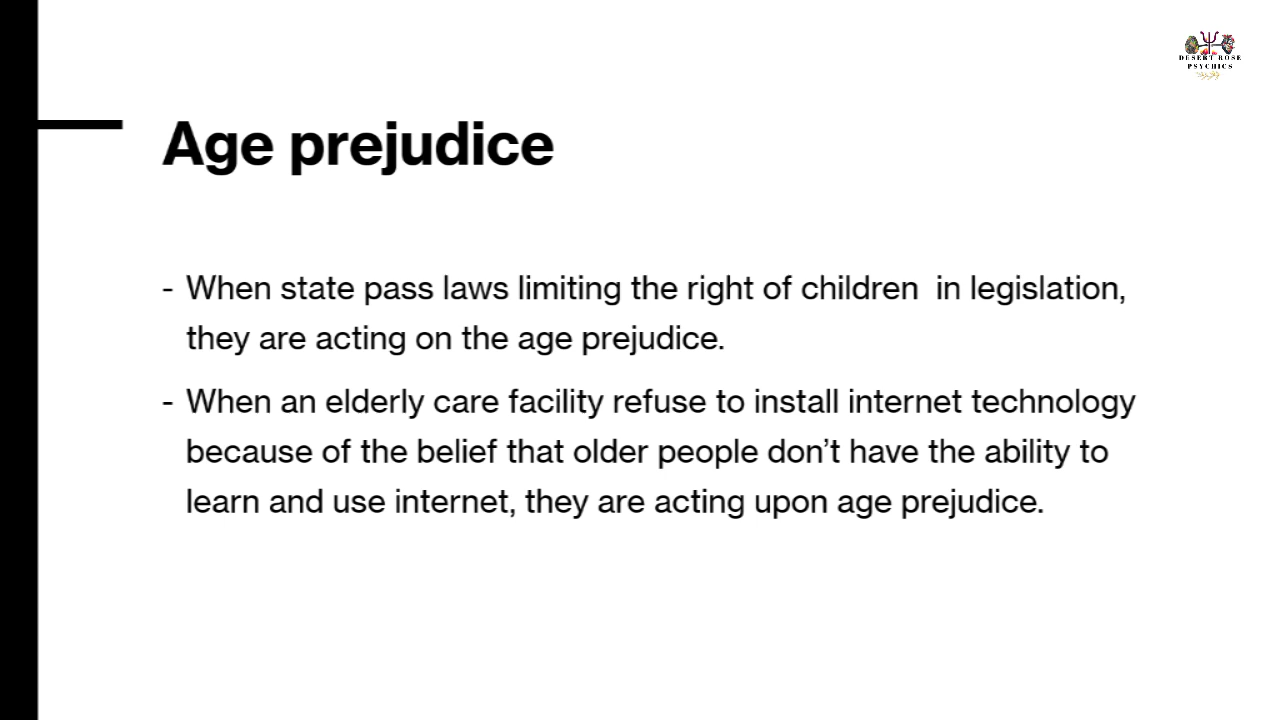 DESERT ROSE
PSYCHICS
Age prejudice
- When state pass laws limiting the right of children  in legislation,
they are acting on the age prejudice.
- When an elderly care facility refuse to install internet technology
because of the belief that older people don’t have the ability to
learn and use internet, they are acting upon age prejudice.